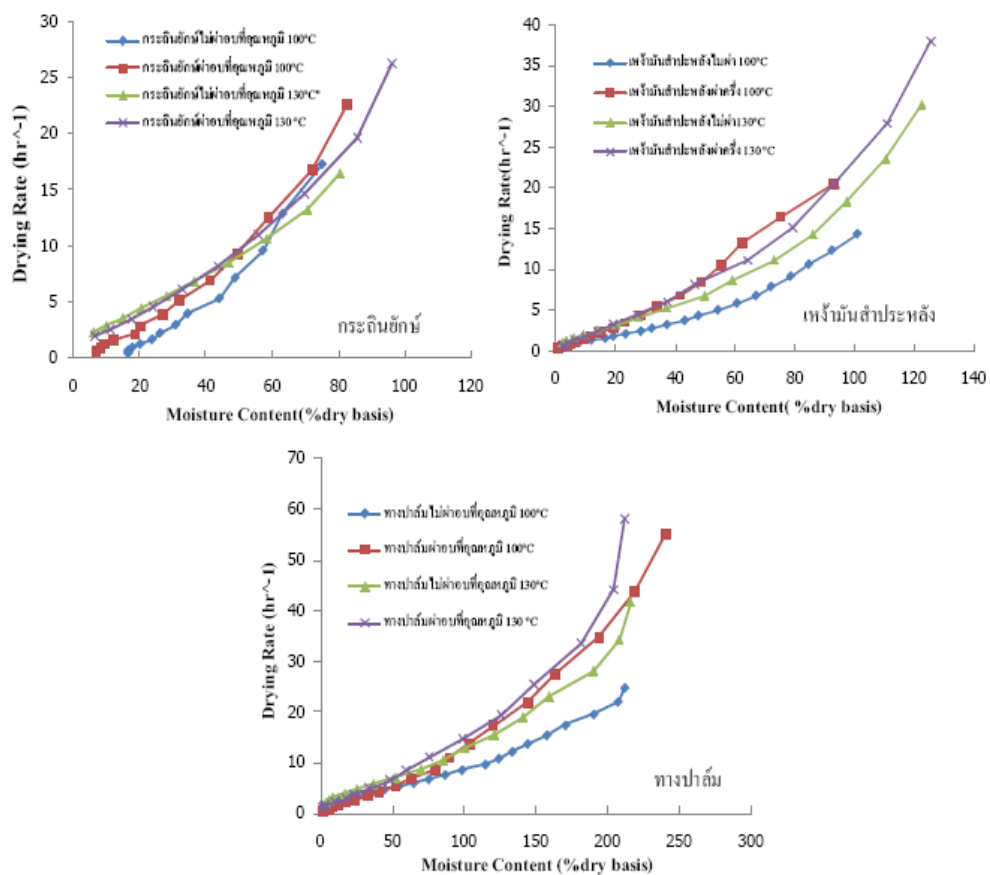 30
25
20
15
10
5
0
Drying Rate (hr^-1)
กระถินยักษ์ไม่ผ่าอบที่อุณหภูมิ 100°C
กระถินยักษ์ผ่าอบที่อุณหภูมิ 100°C
กระถินยักษ์ไม่ผ่าอบที่อุณหภูมิ 130°C*
กระถินยักษ์ผ่าอบที่อุณหภูมิ 130 °C
กระถินยักษ์
0 20 40 60 80 100 120
Moisture Content(%dry basis)
40
35
30
25
20
15
10
5
0
Drying Rate(hr^-1)
เหง้ามันสำปะหลังไม่ผ่า 100°C
เหง้ามันสำปะหลังผ่าครึ่ง 100°C
เหง้ามันสำปะหลังไม่ผ่า130°C
เหง้ามันสำปะหลังผ่าครึ่ง 130 °C
เหง้ามันสำประหลัง
0 20 40 60 80 100 120 140
Moisture Content( %dry basis)
70
60
50
40
30
20
10
0
Drying Rate (hr^-1)
ทางปาล์มไม่ผ่าอบที่อุณหภูมิ 100°C
ทางปาล์มผ่าอบที่อุณหภูมิ 100°C
ทางปาล์มไม่ผ่าอบที่อุณหภูมิ 130°C
ทางปาล์มผ่าอบที่อุณหภูมิ 130 °C
ทางปาล์ม
0 50 100 150 200 250 300
Moisture Content (%dry basis)